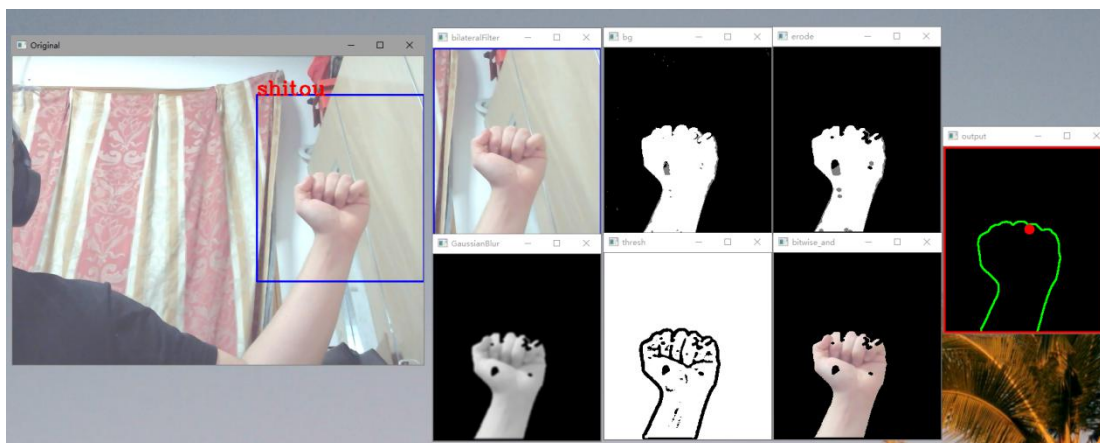 Original
shitou
bilateralFilter
bg
erode
GaussianBlur
thresh
bitwise_and
output